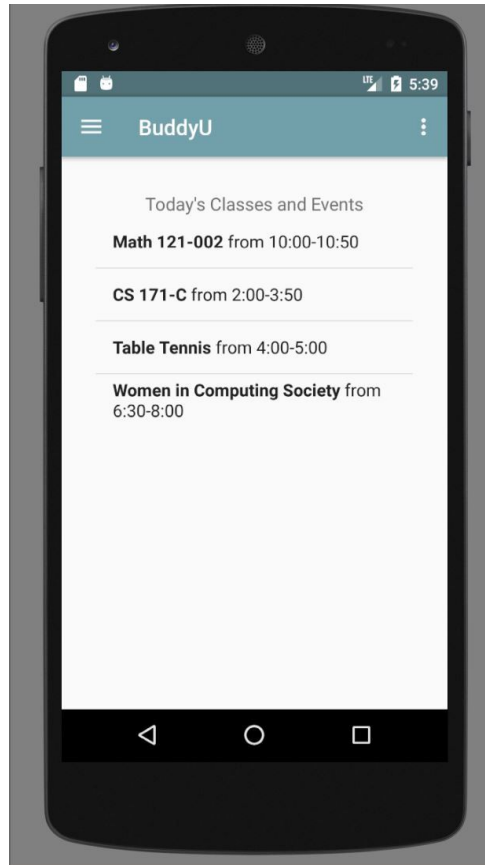 LTE 5:39
BuddyU
Today's Classes and Events
Math 121-002 from 10:00-10:50
CS 171-C from 2:00-3:50
Table Tennis from 4:00-5:00
Women in Computing Society from
6:30-8:00